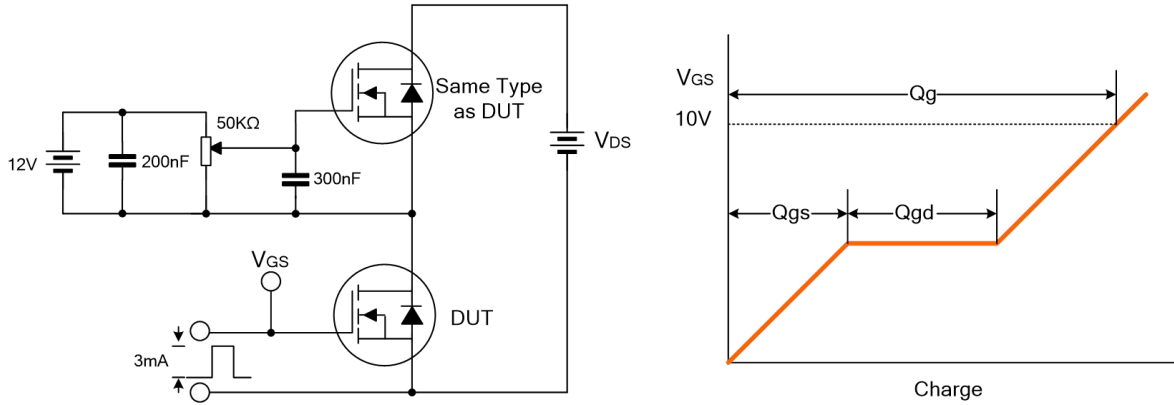 12V
200nF
50KΩ
300nF
Same Type
as DUT
VDS
VGS
DUT
3mA
VGS
10V
Qg
Qgs
Qgd
Charge